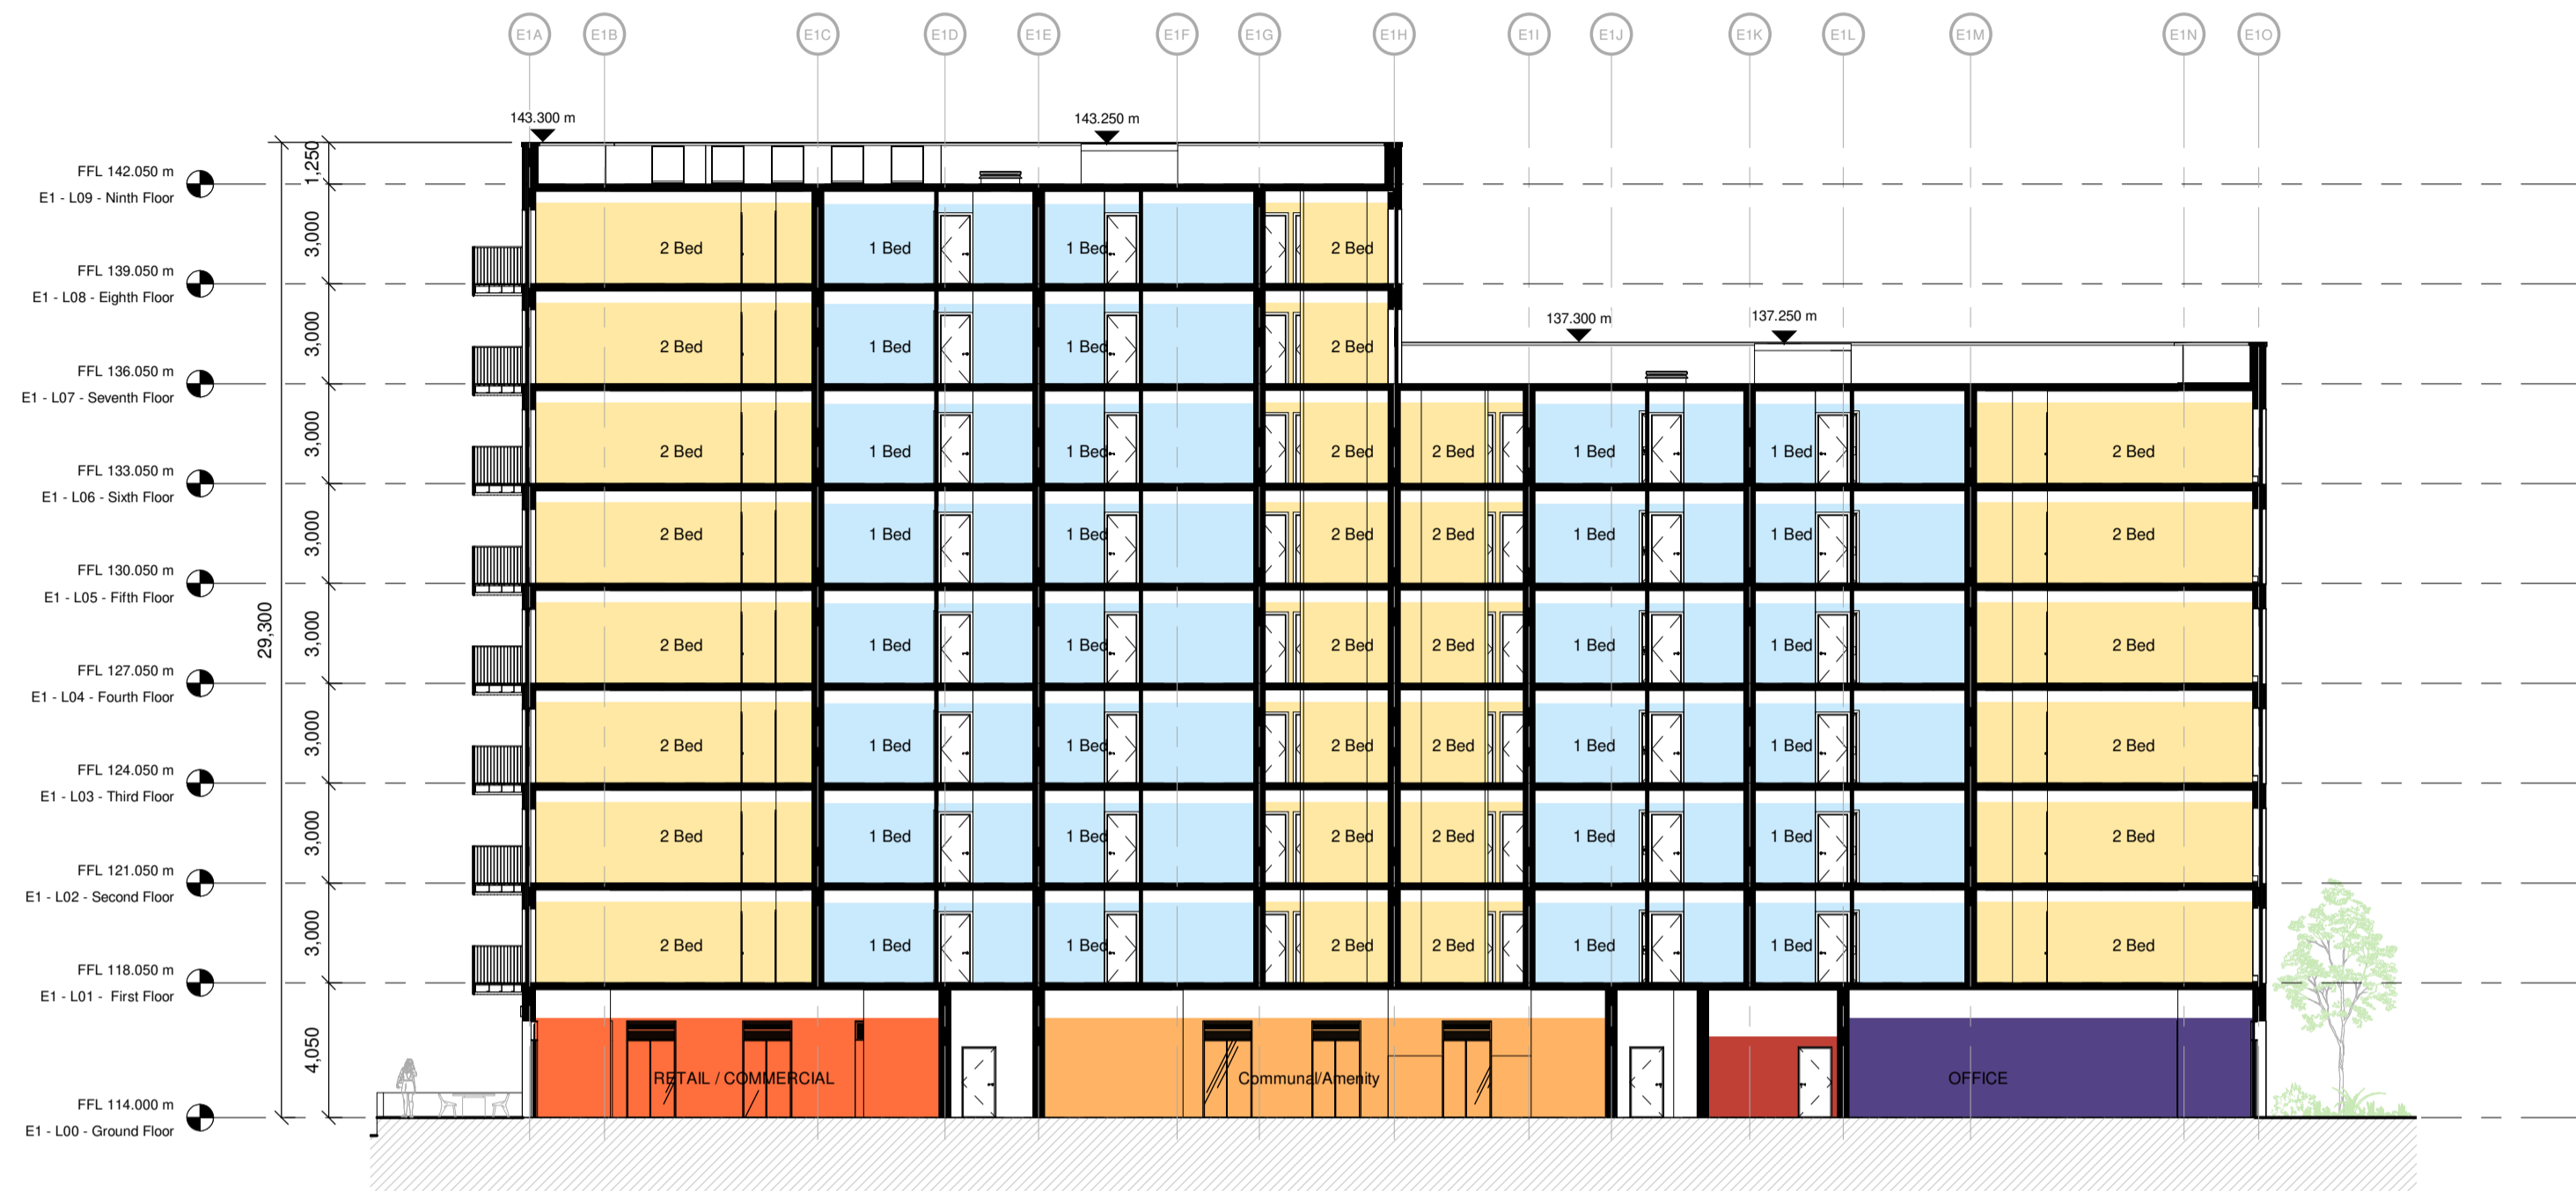 E1A E1B E1C E1D E1E E1F E1G E1H E1I E1J E1K E1L E1M E1N E1O
143.300 m 143.250 m
1,250
FFL 142.050 m
E1 - L09 - Ninth Floor
3,000
2 Bed 1 Bed 1 Bed 2 Bed
FFL 139.050 m
E1 - L08 - Eighth Floor
137.300 m 137.250 m
3,000
2 Bed 1 Bed 1 Bed 2 Bed
FFL 136.050 m
E1 - L07 - Seventh Floor
3,000
2 Bed 1 Bed 1 Bed 2 Bed 2 Bed 1 Bed 1 Bed 2 Bed
FFL 133.050 m
E1 - L06 - Sixth Floor
3,000
2 Bed 1 Bed 1 Bed 2 Bed 2 Bed 1 Bed 1 Bed 2 Bed
FFL 130.050 m
E1 - L05 - Fifth Floor
29,300
3,000
2 Bed 1 Bed 1 Bed 2 Bed 2 Bed 1 Bed 1 Bed 2 Bed
FFL 127.050 m
E1 - L04 - Fourth Floor
3,000
2 Bed 1 Bed 1 Bed 2 Bed 2 Bed 1 Bed 1 Bed 2 Bed
FFL 124.050 m
E1 - L03 - Third Floor
3,000
2 Bed 1 Bed 1 Bed 2 Bed 2 Bed 1 Bed 1 Bed 2 Bed
FFL 121.050 m
E1 - L02 - Second Floor
3,000
2 Bed 1 Bed 1 Bed 2 Bed 2 Bed 1 Bed 1 Bed 2 Bed
FFL 118.050 m
E1 - L01 - First Floor
4,050
RETAIL / COMMERCIAL Communal/Amenity OFFICE
FFL 114.000 m
E1 - L00 - Ground Floor